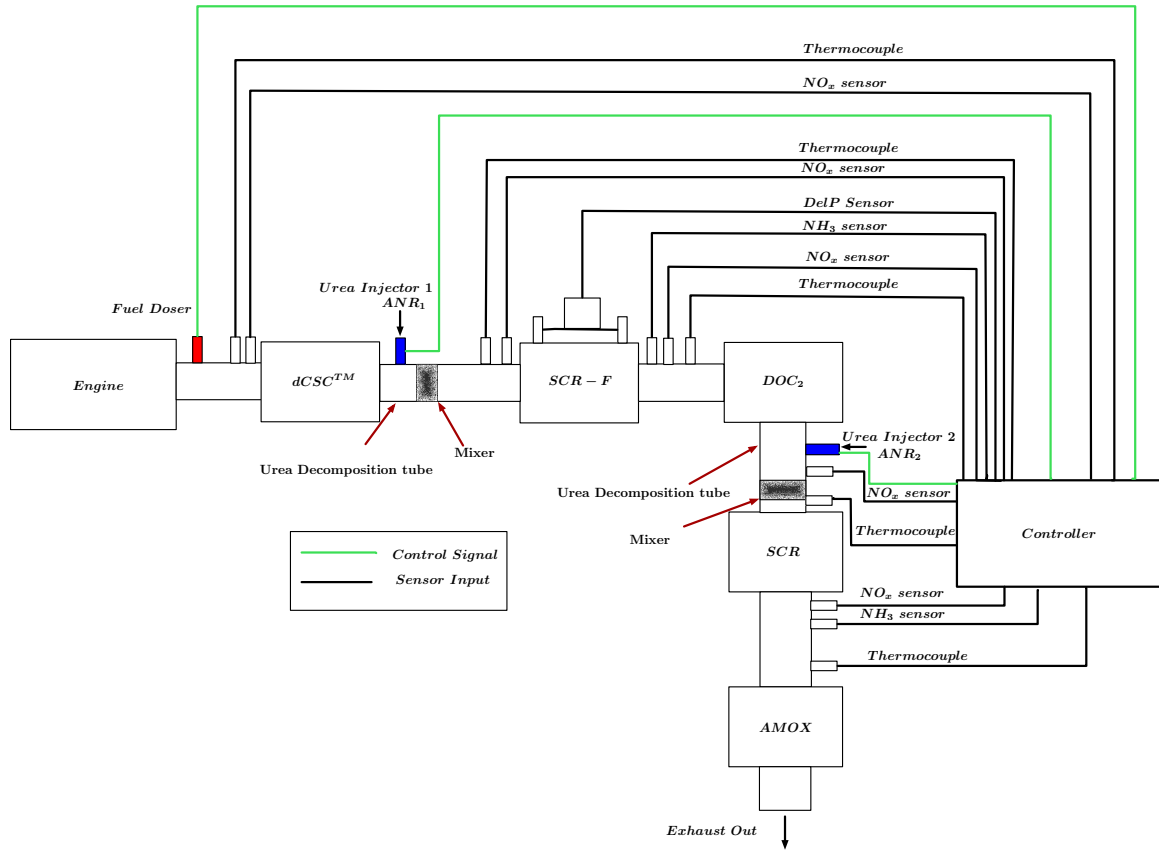 Thermocouple
NOₓ sensor
Thermocouple
NOₓ sensor
DelP Sensor
NH₃ sensor
NOₓ sensor
Thermocouple
Fuel Doser
Urea Injector 1
ANR₁
Engine
dCSC™
SCR − F
DOC₂
Mixer
Urea Decomposition tube
Urea Injector 2
ANR₂
Urea Decomposition tube
NOₓ sensor
Mixer
Thermocouple
Controller
SCR
Control Signal
Sensor Input
NOₓ sensor
NH₃ sensor
Thermocouple
AMOX
Exhaust Out